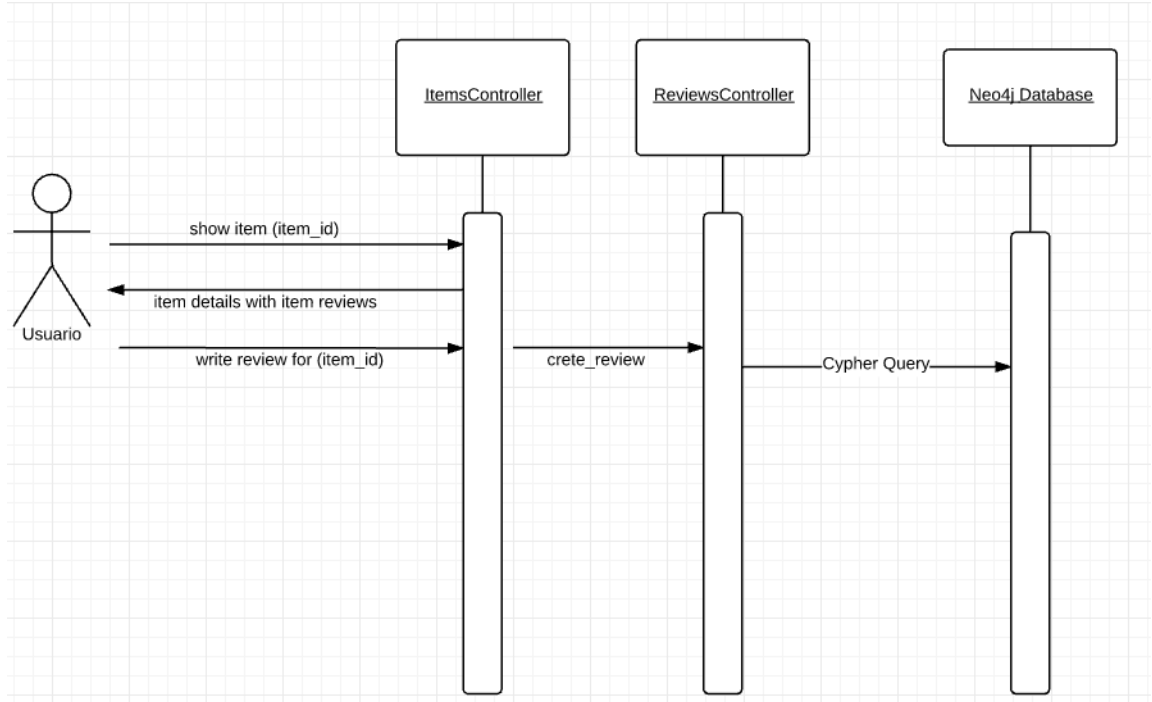 ItemsController
ReviewsController
Neo4j Database
show item (item_id)
item details with item reviews
Usuario
write review for (item_id)
crete_review
Cypher Query